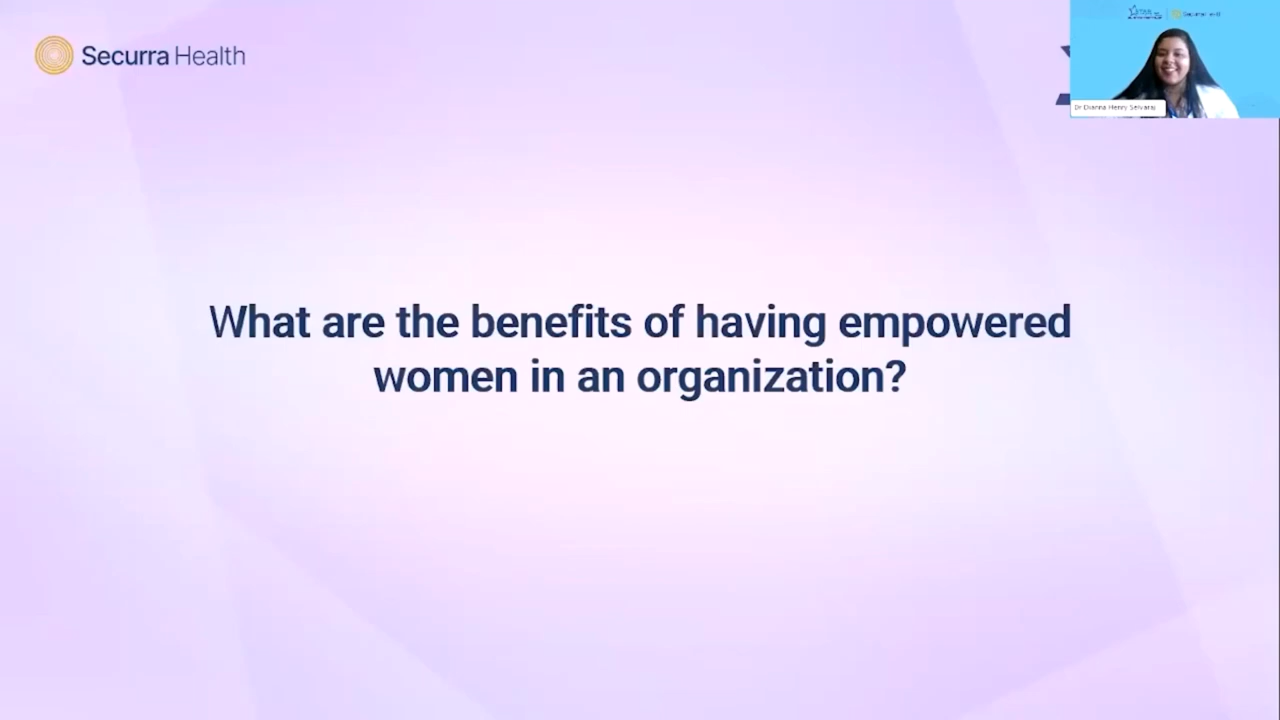 Securra Health
What are the benefits of having empowered
women in an organization?